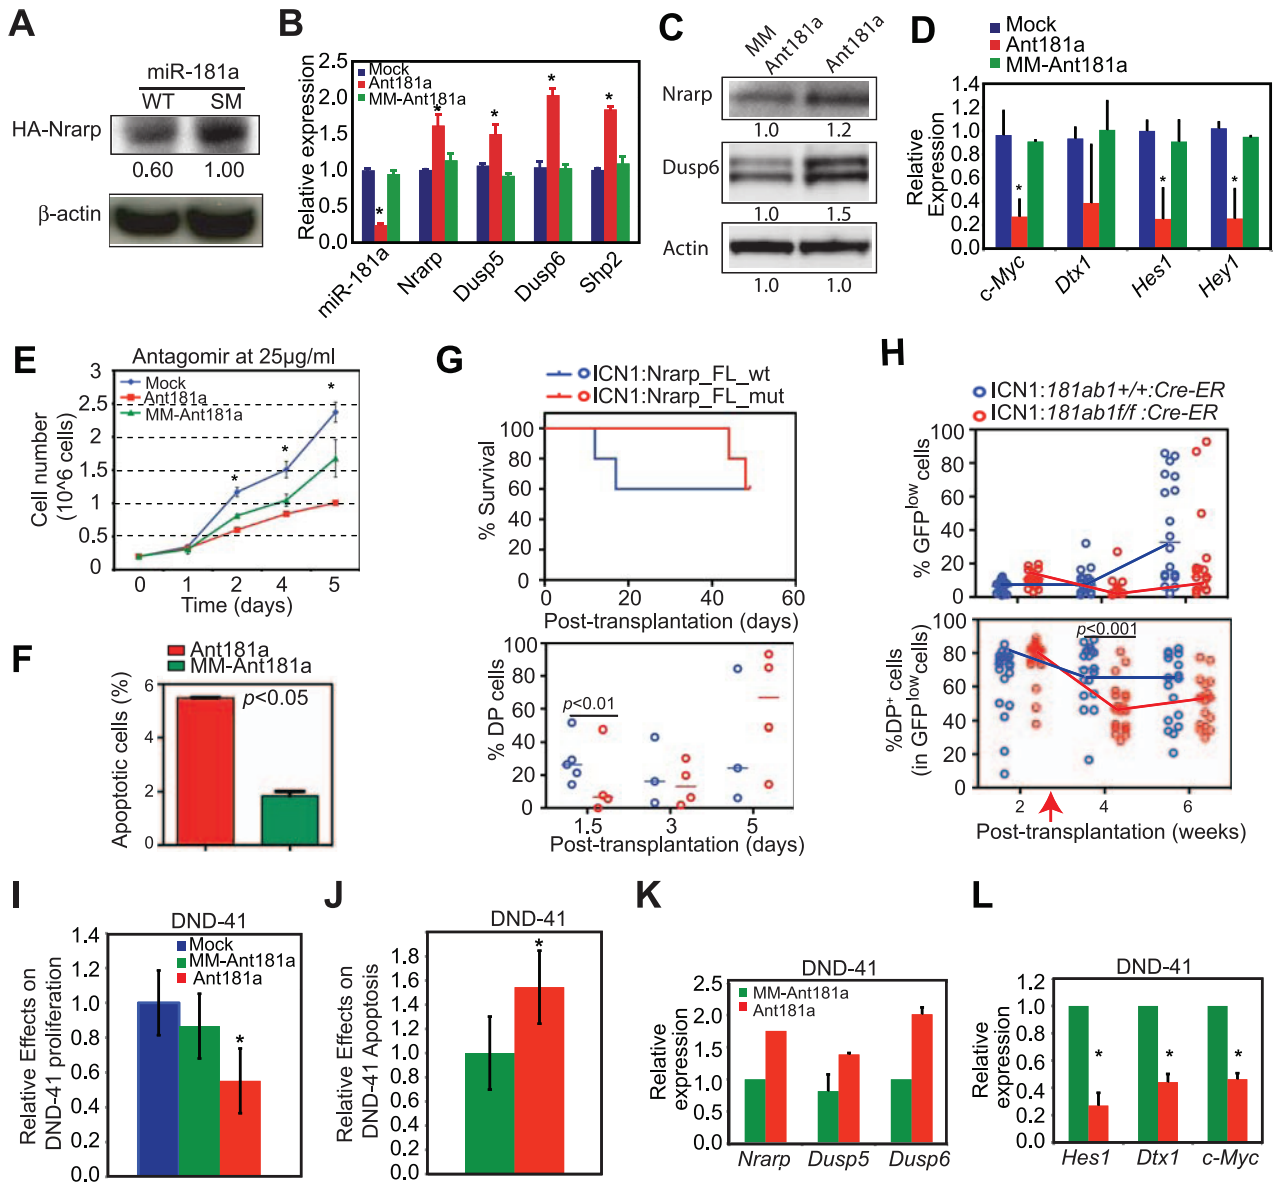 A
miR-181a
WT SM
HA-Nrarp
0.60 1.00
β-actin
B
Relative expression
2.5
2.0
1.5
1.0
0.5
0.0
Mock
Ant181a
MM-Ant181a
* * * * *
miR-181a Nrarp Dusp5 Dusp6 Shp2
C
MM Ant181a
Ant181a
Nrarp
1.0 1.2
Dusp6
1.0 1.5
Actin
1.0 1.0
D
Mock
Ant181a
MM-Ant181a
Relative
Expression
1.4
1.2
1.0
0.8
0.6
0.4
0.2
0.0
* * *
c-Myc Dtx1 Hes1 Hey1
E
Antagomir at 25µg/ml
Mock
Ant181a
MM-Ant181a
Cell number
(10^6 cells)
3
2.5
2
1.5
1
0.5
0
* * *
0 1 2 4 5
Time (days)
F
Ant181a
MM-Ant181a
Apoptotic cells (%)
6
4
2
0
p<0.05
G
ICN1:Nrarp_FL_wt
ICN1:Nrarp_FL_mut
% Survival
100
80
60
40
20
0
0 20 40 60
Post-transplantation (days)
% DP cells
100
80
60
40
20
0
p<0.01
1.5 3 5
Post-transplantation (days)
H
ICN1:181ab1+/+:Cre-ER
ICN1:181ab1f/f :Cre-ER
% GFPlow cells
100
80
60
40
20
0
%DP+ cells
(in GFPlow cells)
100
80
60
40
20
0
p<0.001
2 4 6
Post-transplantation (weeks)
I
DND-41
Mock
MM-Ant181a
Ant181a
Relative Effects on
DND-41 proliferation
1.4
1.2
1.0
0.8
0.6
0.4
0.2
0.0
*
J
DND-41
Relative Effects on
DND-41 Apoptosis
1.8
1.6
1.4
1.2
1.0
0.8
0.6
0.4
0.2
0.0
*
K
DND-41
MM-Ant181a
Ant181a
Relative
expression
2.5
2.0
1.5
1.0
0.5
0.0
Nrarp Dusp5 Dusp6
L
DND-41
Relative
expression
1.2
1.0
0.8
0.6
0.4
0.2
0
* * *
Hes1 Dtx1 c-Myc